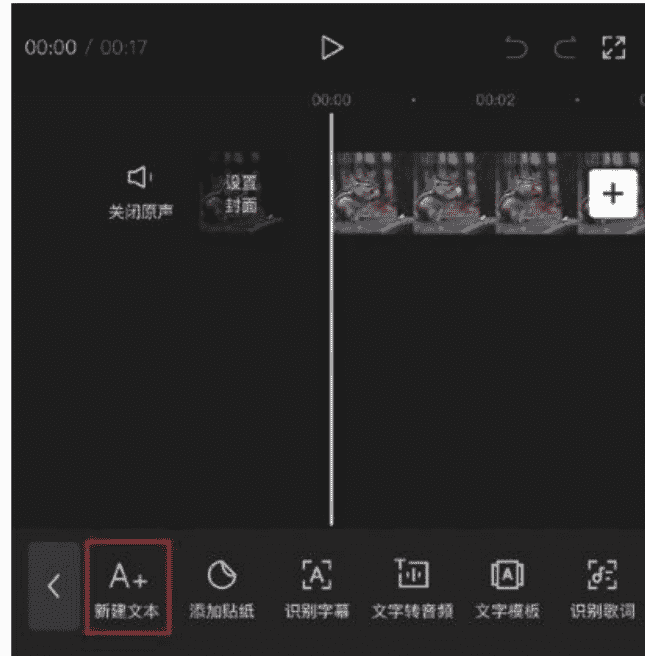 00:00 / 00:17
00:00
00:02
关闭原声
设置
封面
A+
新建文本
添加贴纸
识别字幕
文字转音频
文字模板
识别歌词